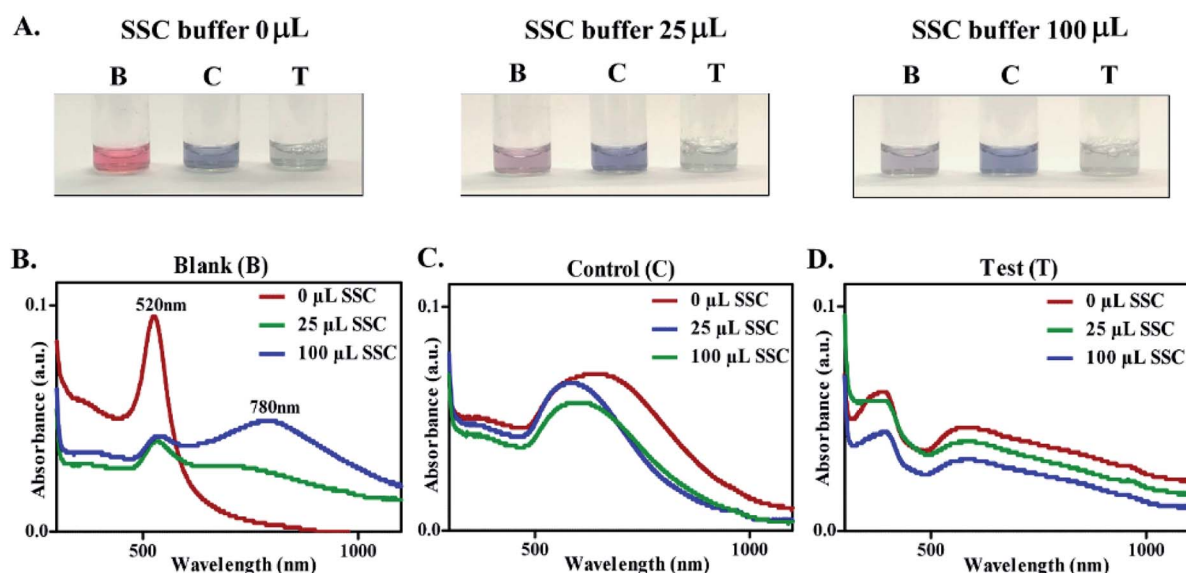 A.
SSC buffer 0 μL
SSC buffer 25 μL
SSC buffer 100 μL
B C T
B C T
B C T
B.
Blank (B)
0.1
0.0
Absorbance (a.u.)
520nm
780nm
0 μL SSC
25 μL SSC
100 μL SSC
500 1000
Wavelength (nm)
C.
Control (C)
0.1
0.0
Absorbance (a.u.)
0 μL SSC
25 μL SSC
100 μL SSC
500 1000
Wavelength (nm)
D.
Test (T)
0.1
0.0
Absorbance (a.u.)
0 μL SSC
25 μL SSC
100 μL SSC
500 1000
Wavelength (nm)